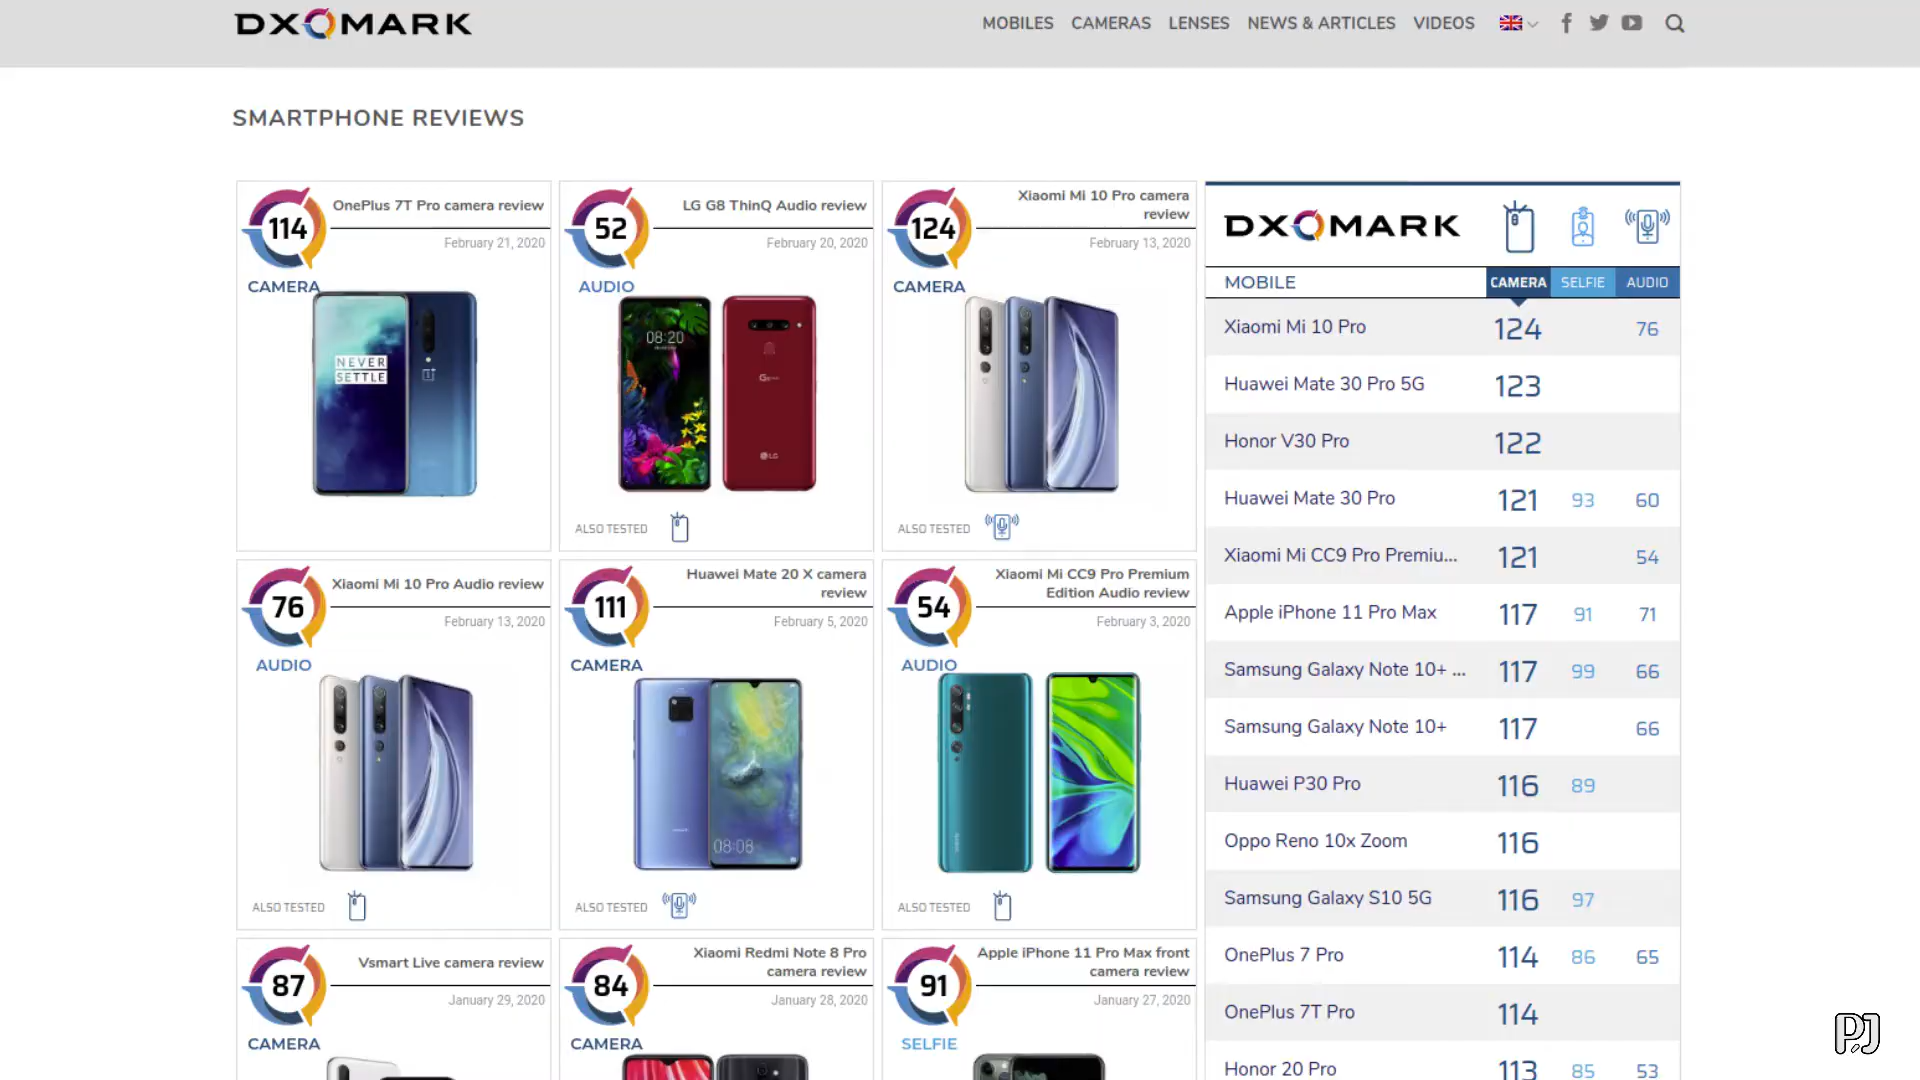 DXOMARK
MOBILES CAMERAS LENSES NEWS & ARTICLES VIDEOS
SMARTPHONE REVIEWS
114
OnePlus 7T Pro camera review
February 21, 2020
CAMERA
NEVER
SETTLE
52
LG G8 ThinQ Audio review
February 20, 2020
AUDIO
08:20
LG
ALSO TESTED
124
Xiaomi Mi 10 Pro camera
review
February 13, 2020
CAMERA
ALSO TESTED
76
Xiaomi Mi 10 Pro Audio review
February 13, 2020
AUDIO
ALSO TESTED
111
Huawei Mate 20 X camera
review
February 5, 2020
CAMERA
08:08
ALSO TESTED
54
Xiaomi Mi CC9 Pro Premium
Edition Audio review
February 3, 2020
AUDIO
ALSO TESTED
87
Vsmart Live camera review
January 29, 2020
CAMERA
84
Xiaomi Redmi Note 8 Pro
camera review
January 28, 2020
CAMERA
91
Apple iPhone 11 Pro Max front
camera review
January 27, 2020
SELFIE
DXOMARK
MOBILE CAMERA SELFIE AUDIO
Xiaomi Mi 10 Pro 124 76
Huawei Mate 30 Pro 5G 123
Honor V30 Pro 122
Huawei Mate 30 Pro 121 93 60
Xiaomi Mi CC9 Pro Premiu... 121 54
Apple iPhone 11 Pro Max 117 91 71
Samsung Galaxy Note 10+ ... 117 99 66
Samsung Galaxy Note 10+ 117 66
Huawei P30 Pro 116 89
Oppo Reno 10x Zoom 116
Samsung Galaxy S10 5G 116 97
OnePlus 7 Pro 114 86 65
OnePlus 7T Pro 114
Honor 20 Pro 113 85 53
PJ